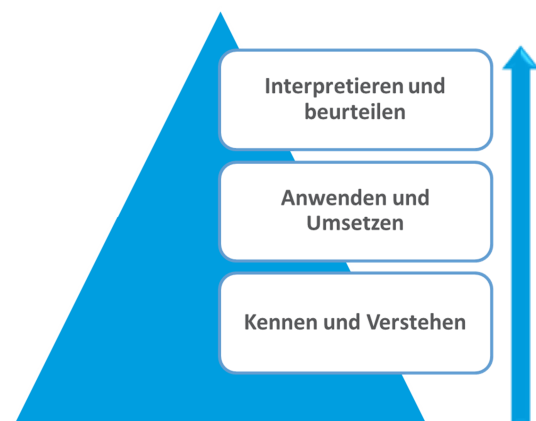 Interpretieren und
beurteilen
Anwenden und
Umsetzen
Kennen und Verstehen